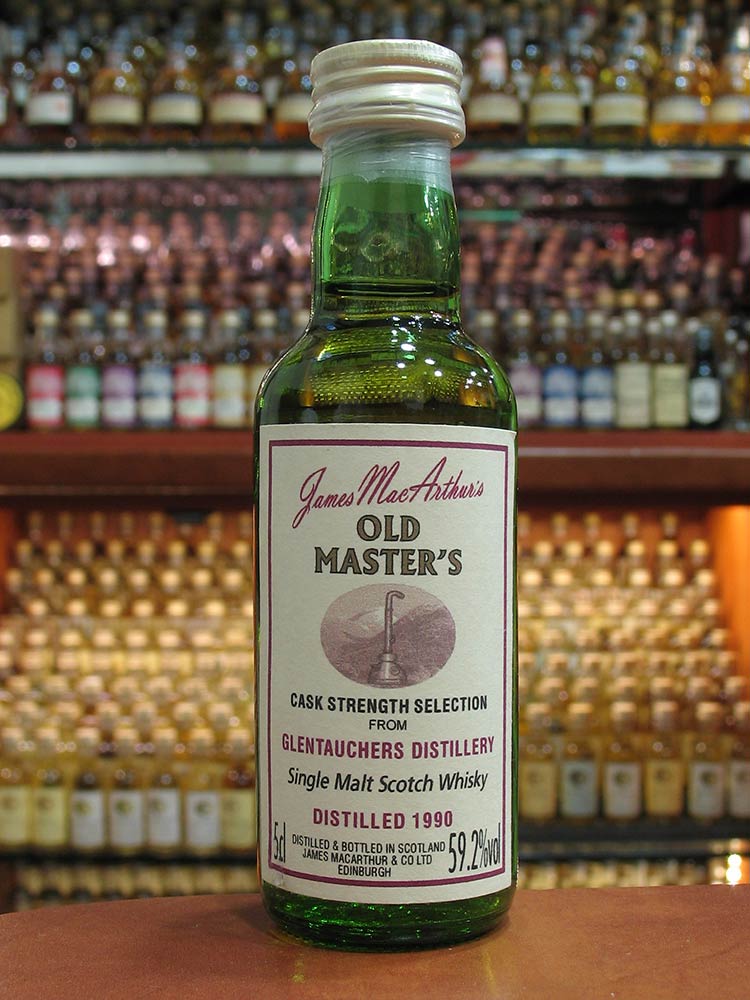 James MacArthur's
OLD
MASTER'S
CASK STRENGTH SELECTION
FROM
GLENTAUCHERS DISTILLERY
Single Malt Scotch Whisky
DISTILLED 1990
5cl
DISTILLED & BOTTLED IN SCOTLAND
JAMES MACARTHUR & CO LTD
EDINBURGH
59.2%vol